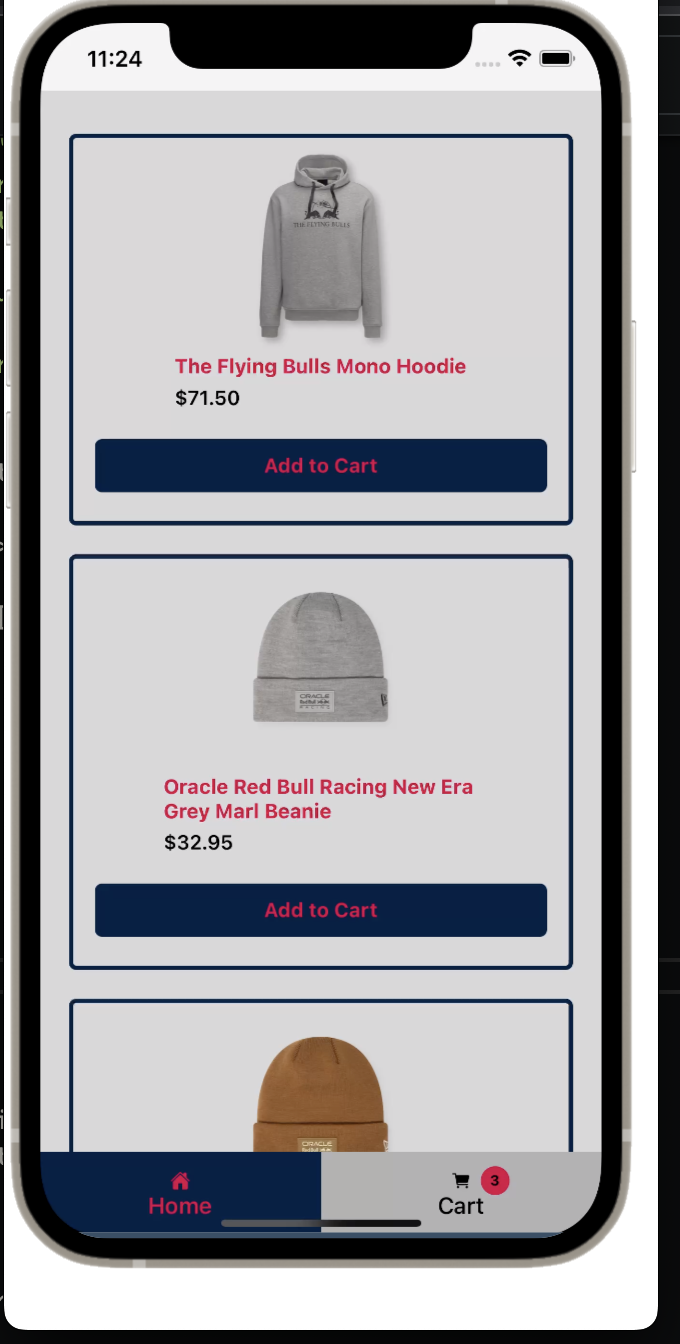 11:24
THE FLYING BULLS
The Flying Bulls Mono Hoodie
$71.50
Add to Cart
ORACLE
RACING
Oracle Red Bull Racing New Era
Grey Marl Beanie
$32.95
Add to Cart
ORACLE
3
Home
Cart